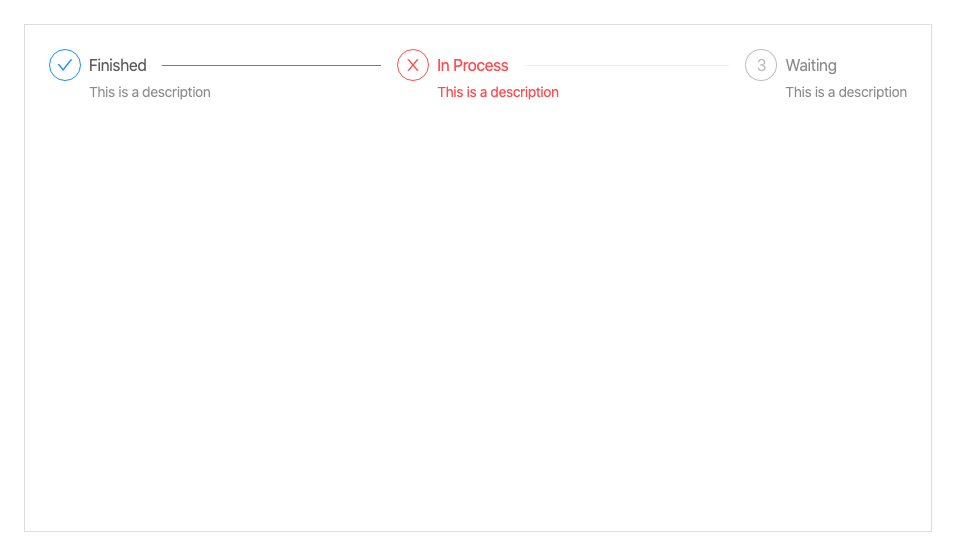 Finished
In Process
3 Waiting
This is a description
This is a description
This is a description